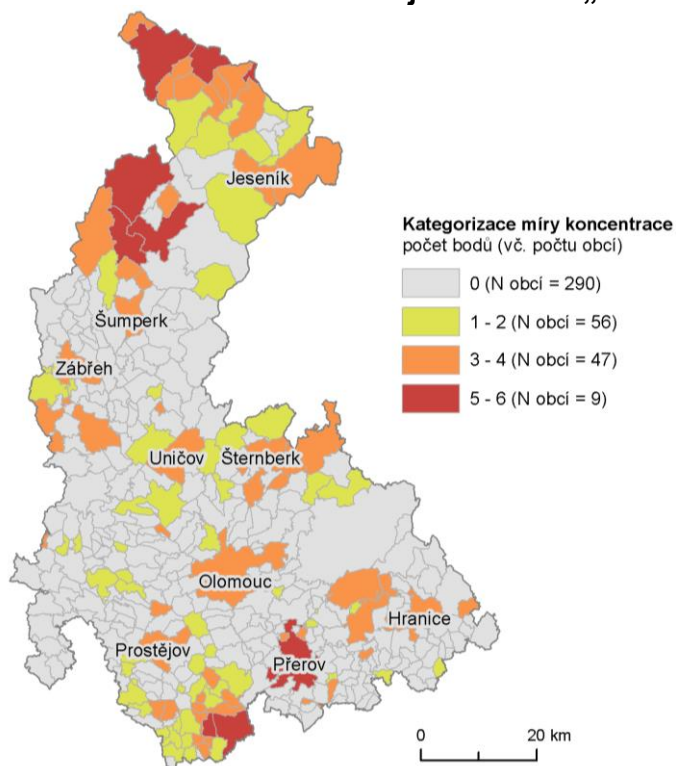 Jeseník
Kategorizace míry koncentrace
počet bodů (vč. počtu obcí)
0 (N obcí = 290)
1 - 2 (N obcí = 56)
3 - 4 (N obcí = 47)
5 - 6 (N obcí = 9)
Šumperk
Zábřeh
Uničov
Šternberk
Olomouc
Hranice
Prostějov
Přerov
0
20 km